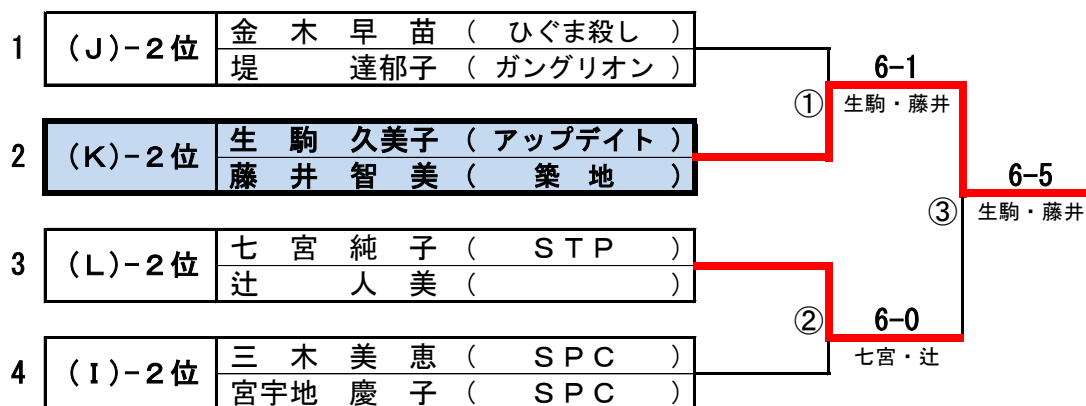 1 (J)-2位 金木早苗 ( ひぐま殺し )
堤 達郁子 ( ガングリオン )
6-1
① 生駒・藤井
2 (K)-2位 生駒 久美子 ( アップデイト )
藤井智美 ( 築地 )
6-5
③ 生駒・藤井
3 (L)-2位 七宮純子 ( STP )
辻 人美 ( )
② 6-0
七宮・辻
4 (I)-2位 三木美恵 ( SPC )
宮宇地慶子 ( SPC )